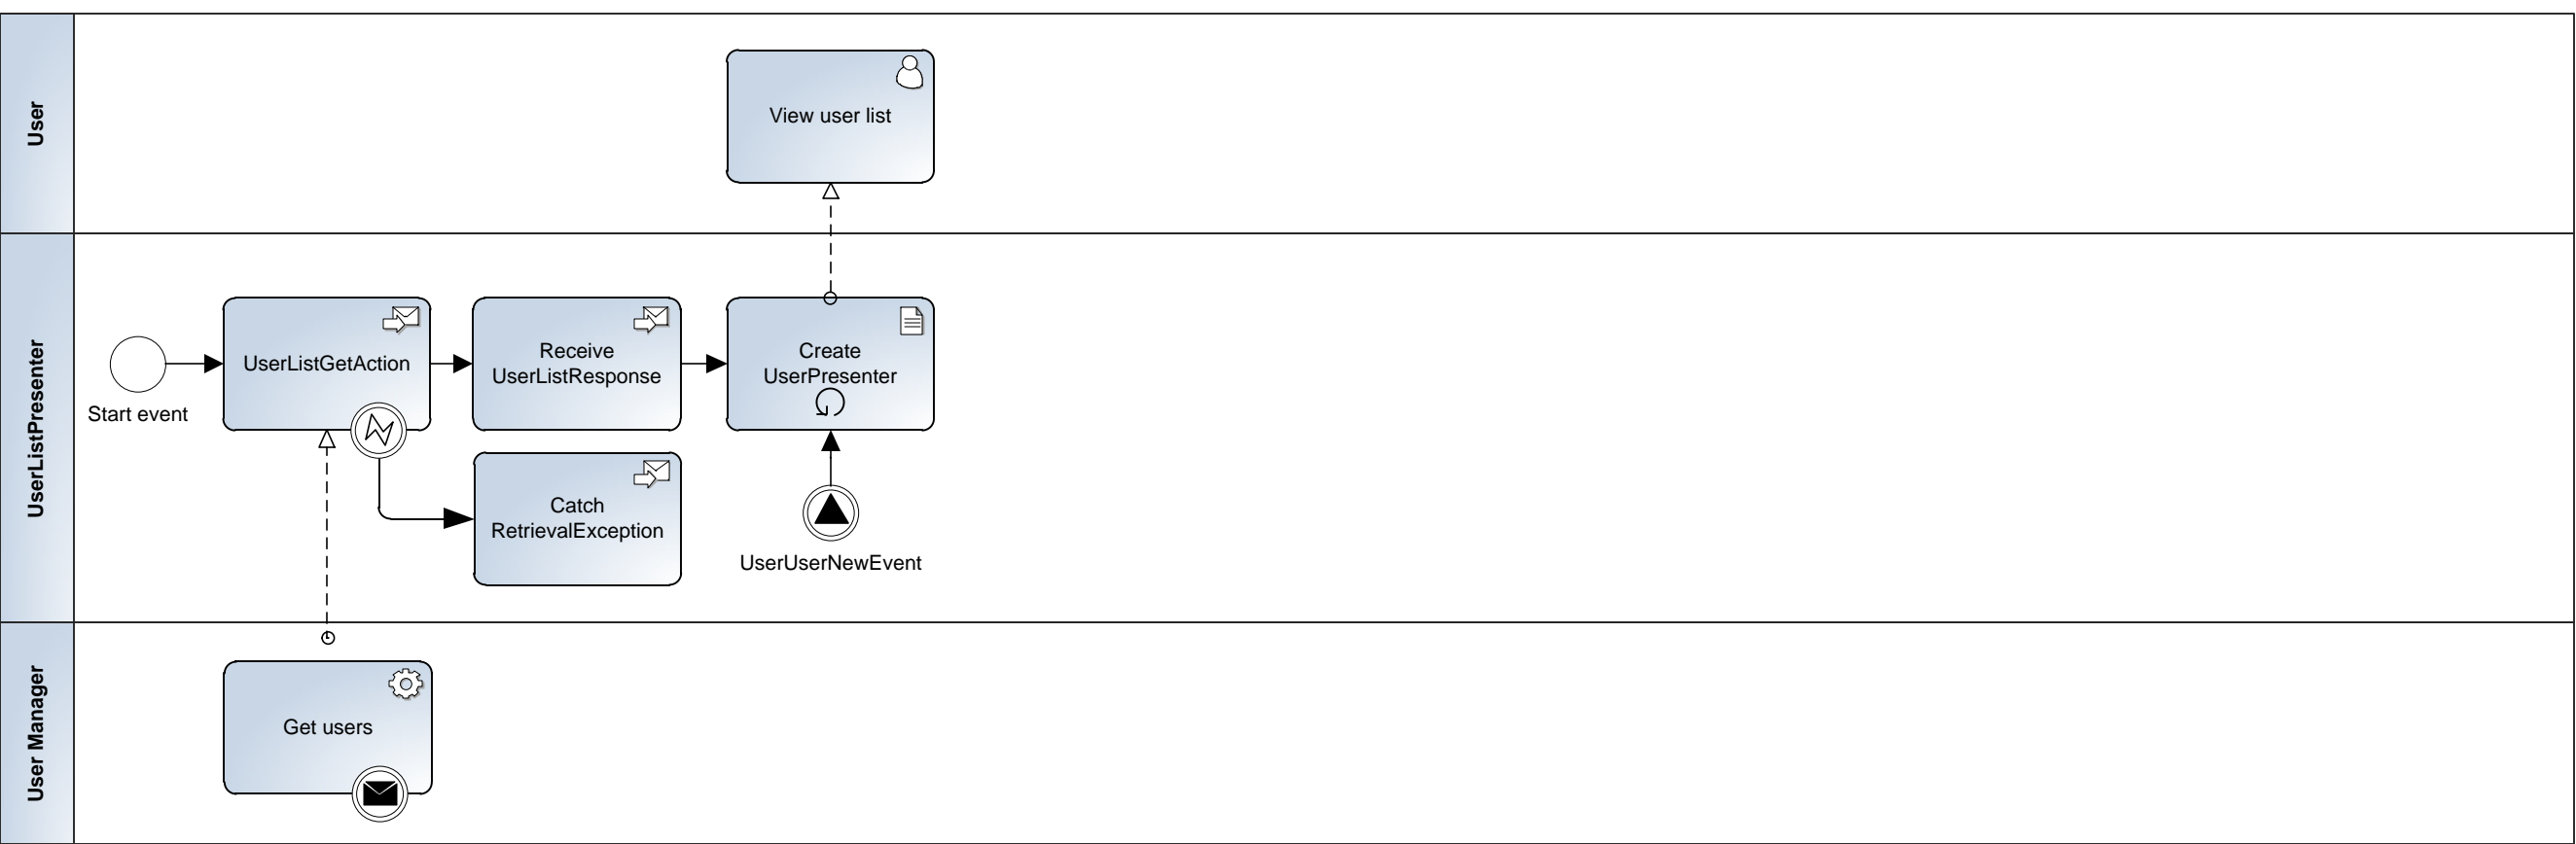 User
View user list
UserListPresenter
Start event
UserListGetAction
Receive
UserListResponse
Create
UserPresenter
Catch
RetrievalException
UserUserNewEvent
User Manager
Get users